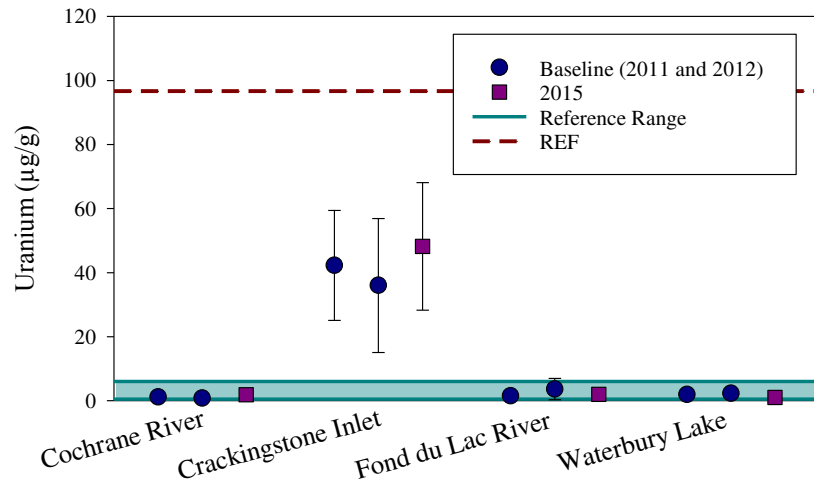 120
100
80
60
40
20
0
Uranium (µg/g)
Baseline (2011 and 2012)
2015
Reference Range
REF
Cochrane River
Crackingstone Inlet
Fond du Lac River
Waterbury Lake